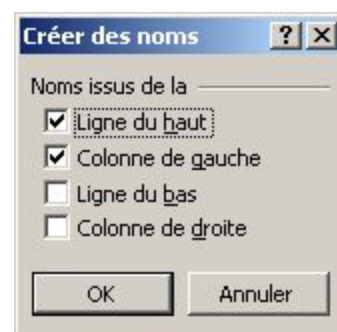 Créer des noms
Noms issus de la
Ligne du haut
Colonne de gauche
Ligne du bas
Colonne de droite
OK Annuler